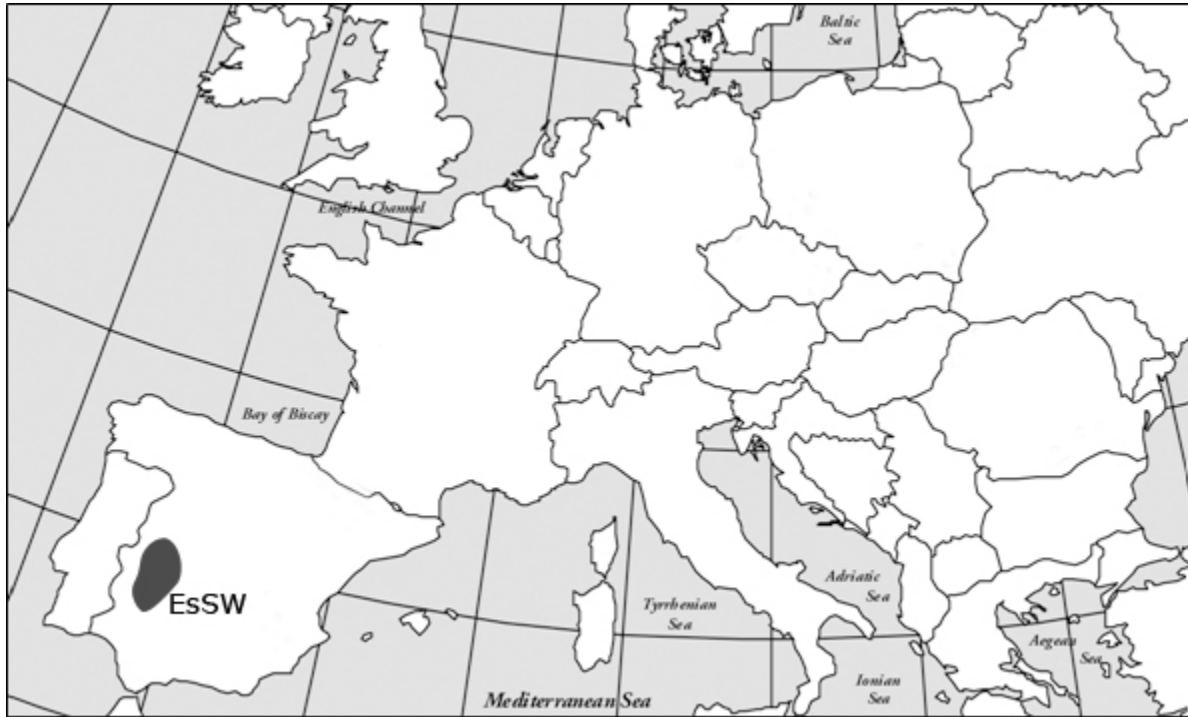 Baltic
Sea
English Channel
Bay of Biscay
EsSW
Adriatic
Sea
Tyrrhenian
Sea
Aegean
Sea
Ionian
Sea
Mediterranean Sea